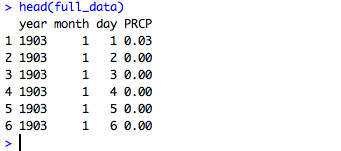 > head(full_data)
  year month day PRCP
1 1903     1   1 0.03
2 1903     1   2 0.00
3 1903     1   3 0.00
4 1903     1   4 0.00
5 1903     1   5 0.00
6 1903     1   6 0.00
>